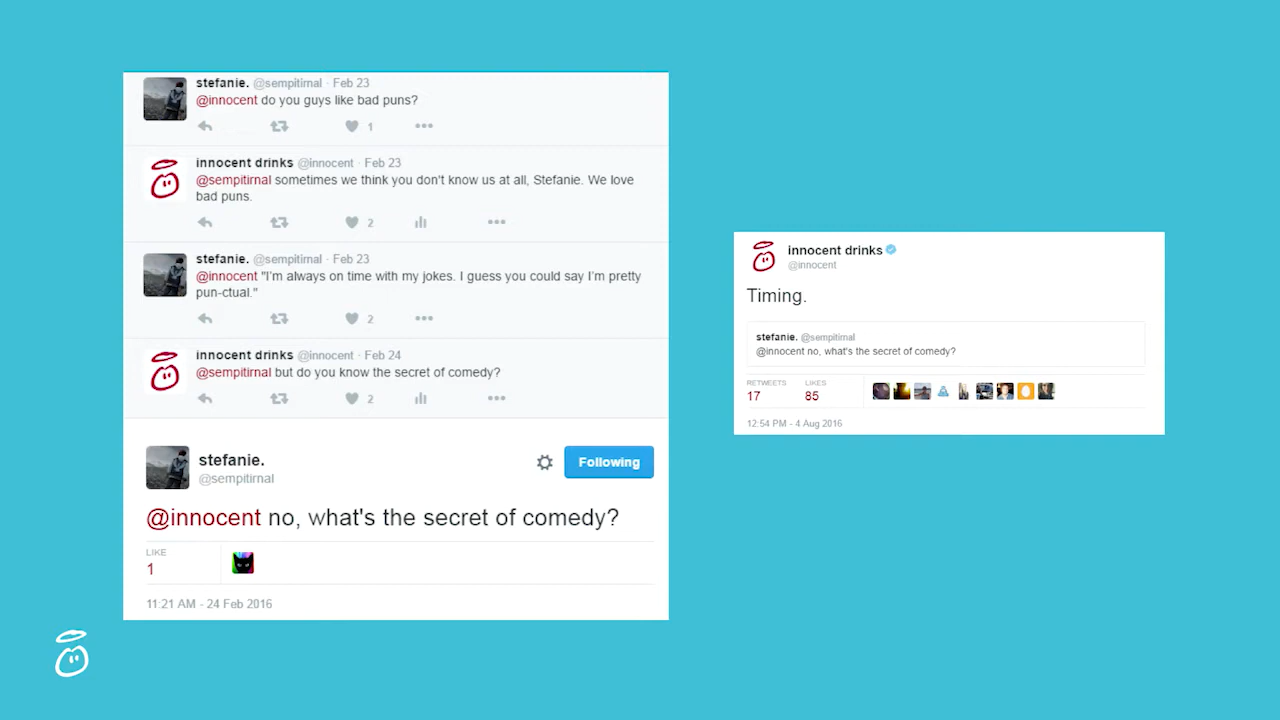 stefanie. @sempitirnal · Feb 23
@innocent do you guys like bad puns?
1
innocent drinks @innocent · Feb 23
@sempitirnal sometimes we think you don't know us at all, Stefanie. We love
bad puns.
2
stefanie. @sempitirnal · Feb 23
@innocent "I'm always on time with my jokes. I guess you could say I'm pretty
pun-ctual."
2
innocent drinks @innocent · Feb 24
@sempitirnal but do you know the secret of comedy?
2
stefanie.
@sempitirnal
Following
@innocent no, what's the secret of comedy?
LIKE
1
11:21 AM - 24 Feb 2016
innocent drinks
@innocent
Timing.
stefanie. @sempitirnal
@innocent no, what's the secret of comedy?
RETWEETS LIKES
17 85
12:54 PM - 4 Aug 2016